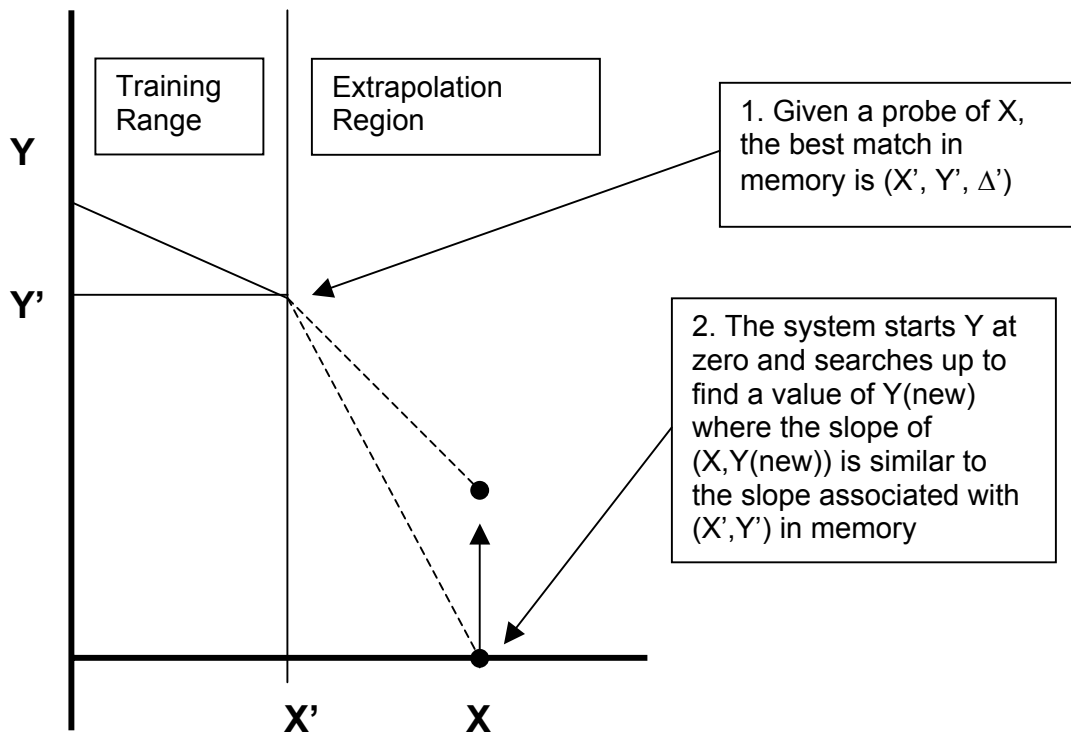 Training
Range
Extrapolation
Region
1. Given a probe of X,
the best match in
memory is (X’, Y’, Δ’)
Y
Y’
2. The system starts Y at
zero and searches up to
find a value of Y(new)
where the slope of
(X,Y(new)) is similar to
the slope associated with
(X’,Y’) in memory
X’
X